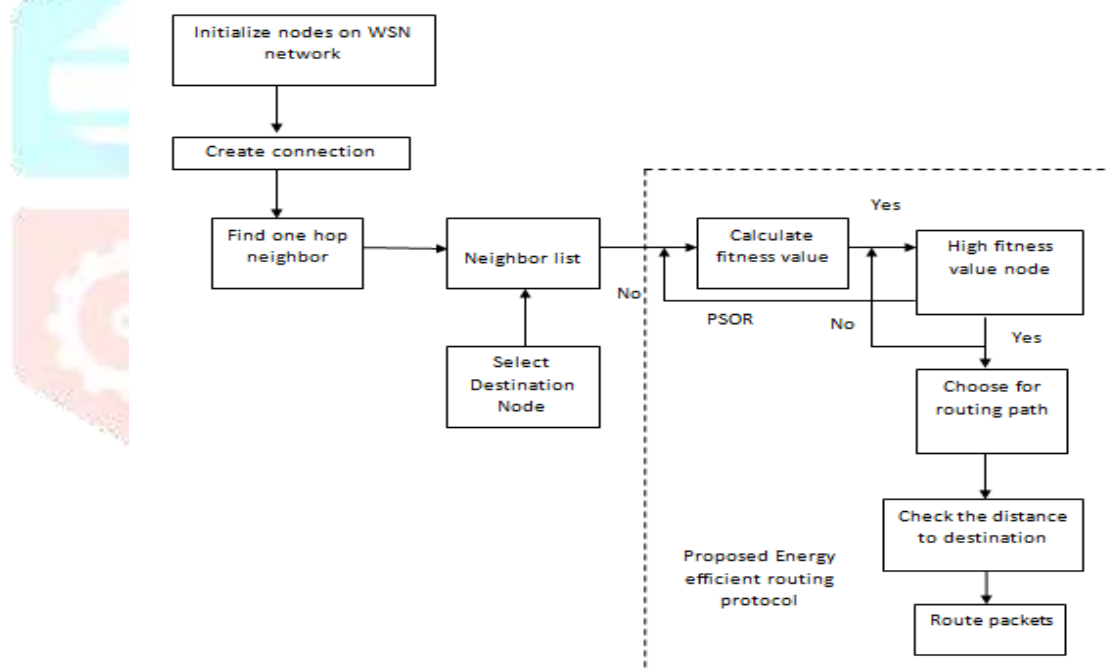 Initialize nodes on WSN
network
Create connection
Find one hop
neighbor
Neighbor list
Select
Destination
Node
Calculate
fitness value
Yes
High fitness
value node
No
PSOR
No
Yes
Choose for
routing path
Check the distance
to destination
Proposed Energy
efficient routing
protocol
Route packets